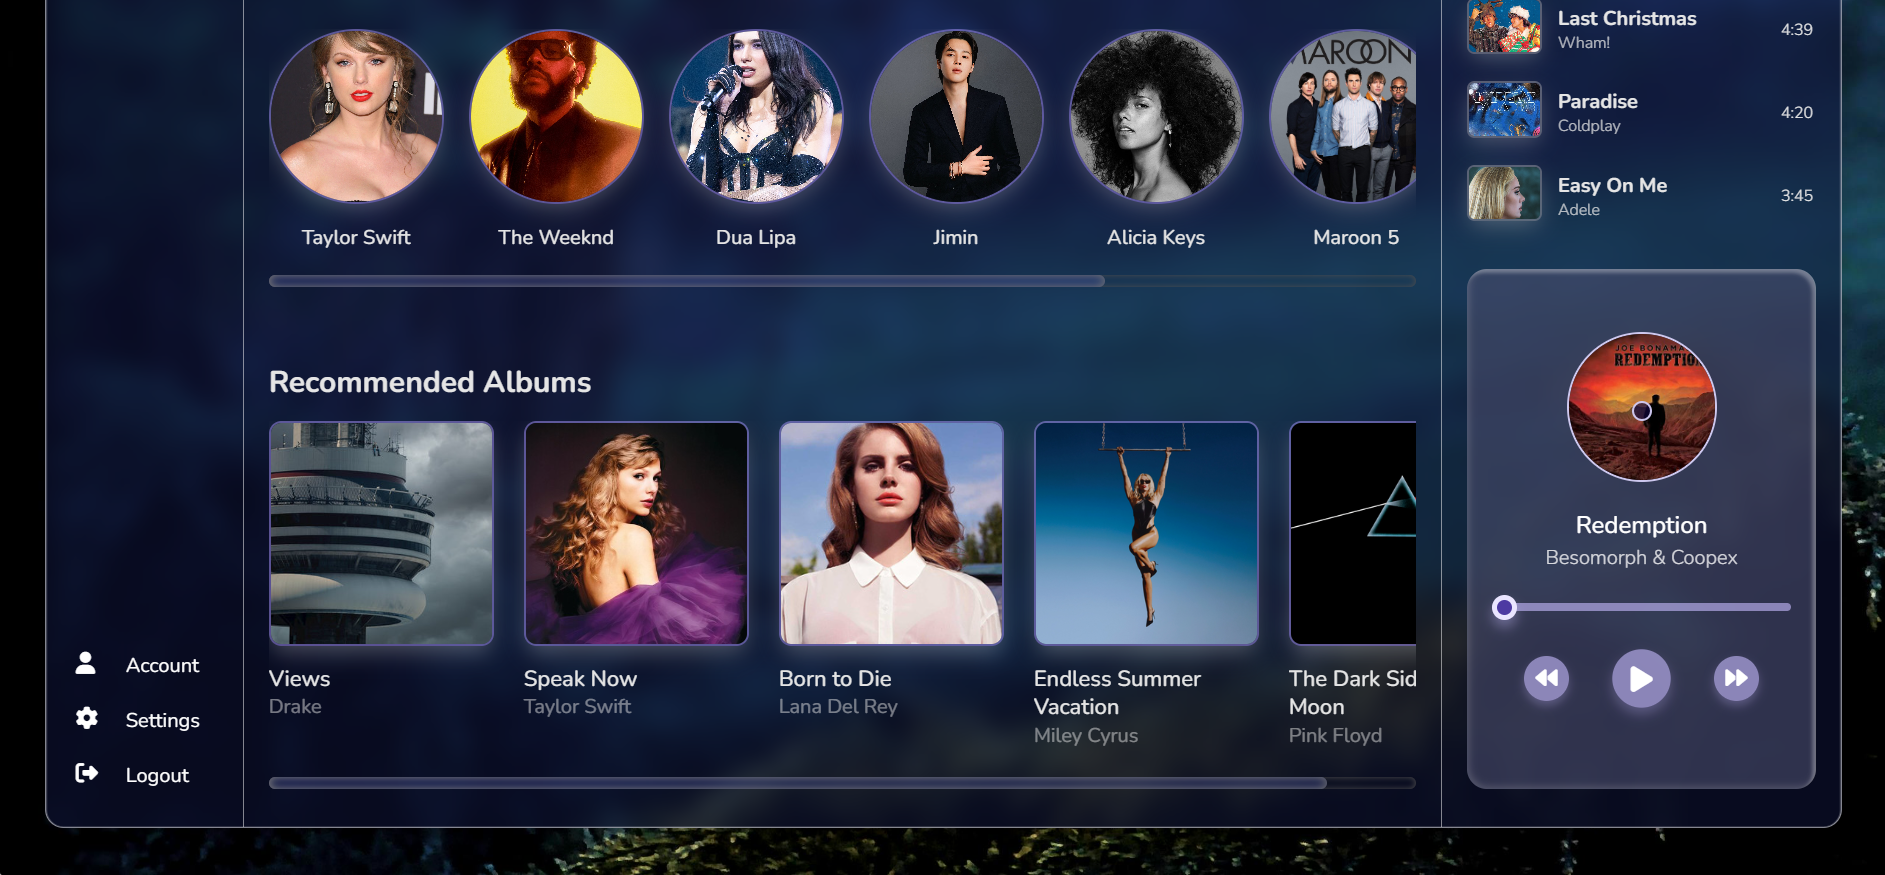 Account
Settings
Logout
MAROON
Taylor Swift
The Weeknd
Dua Lipa
Jimin
Alicia Keys
Maroon 5
Recommended Albums
Views
Drake
Speak Now
Taylor Swift
Born to Die
Lana Del Rey
Endless Summer
Vacation
Miley Cyrus
The Dark Sid
Moon
Pink Floyd
Last Christmas
Wham!
4:39
Paradise
Coldplay
4:20
Easy On Me
Adele
3:45
JOE BONAMA
REDEMPTION
Redemption
Besomorph & Coopex